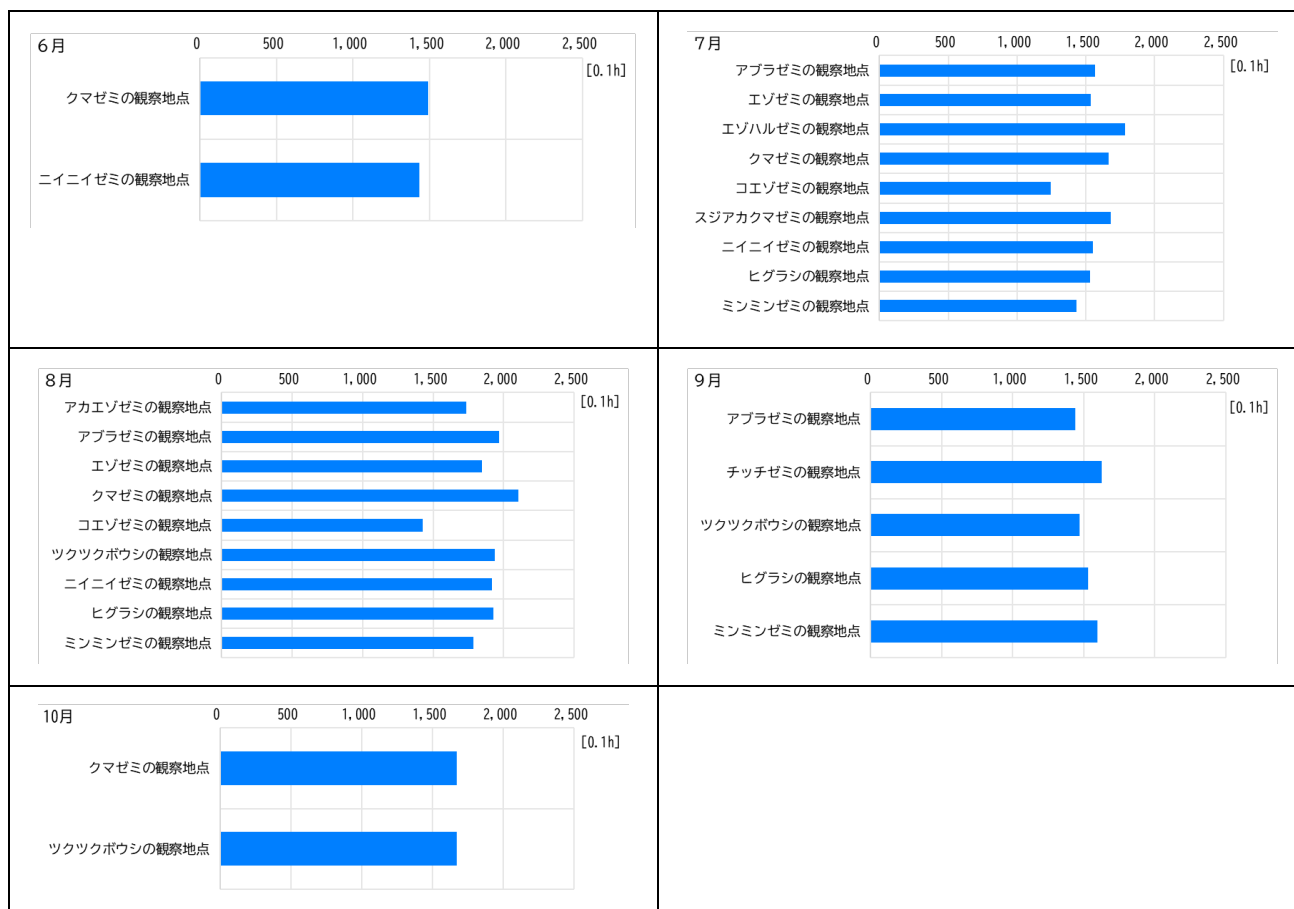 6月
0 500 1,000 1,500 2,000 2,500
[0.1h]
クマゼミの観察地点
ニイニイゼミの観察地点
7月
0 500 1,000 1,500 2,000 2,500
[0.1h]
アブラゼミの観察地点
エゾゼミの観察地点
エゾハルゼミの観察地点
クマゼミの観察地点
コエゾゼミの観察地点
スジアカクマゼミの観察地点
ニイニイゼミの観察地点
ヒグラシの観察地点
ミンミンゼミの観察地点
8月
0 500 1,000 1,500 2,000 2,500
[0.1h]
アカエゾゼミの観察地点
アブラゼミの観察地点
エゾゼミの観察地点
クマゼミの観察地点
コエゾゼミの観察地点
ツクツクボウシの観察地点
ニイニイゼミの観察地点
ヒグラシの観察地点
ミンミンゼミの観察地点
9月
0 500 1,000 1,500 2,000 2,500
[0.1h]
アブラゼミの観察地点
チッチゼミの観察地点
ツクツクボウシの観察地点
ヒグラシの観察地点
ミンミンゼミの観察地点
10月
0 500 1,000 1,500 2,000 2,500
[0.1h]
クマゼミの観察地点
ツクツクボウシの観察地点